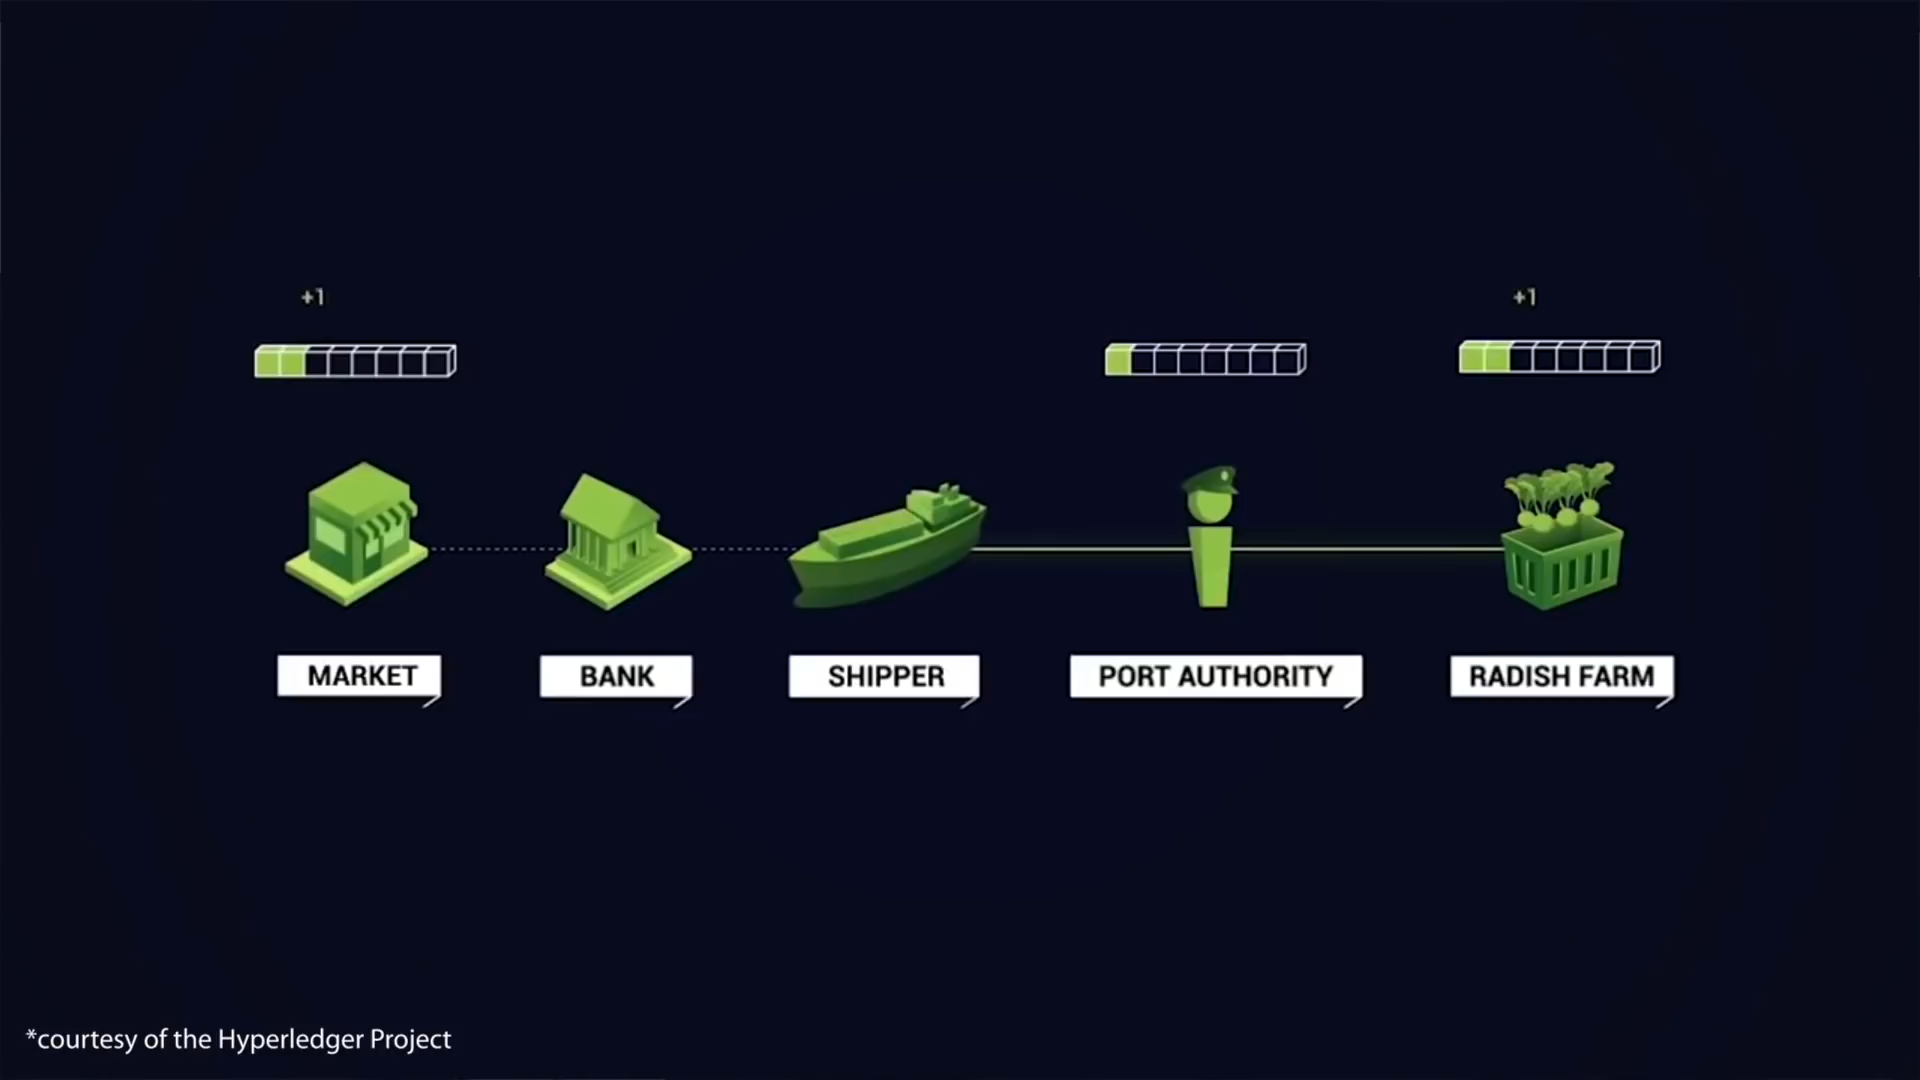 +1
+1
MARKET
BANK
SHIPPER
PORT AUTHORITY
RADISH FARM
*courtesy of the Hyperledger Project